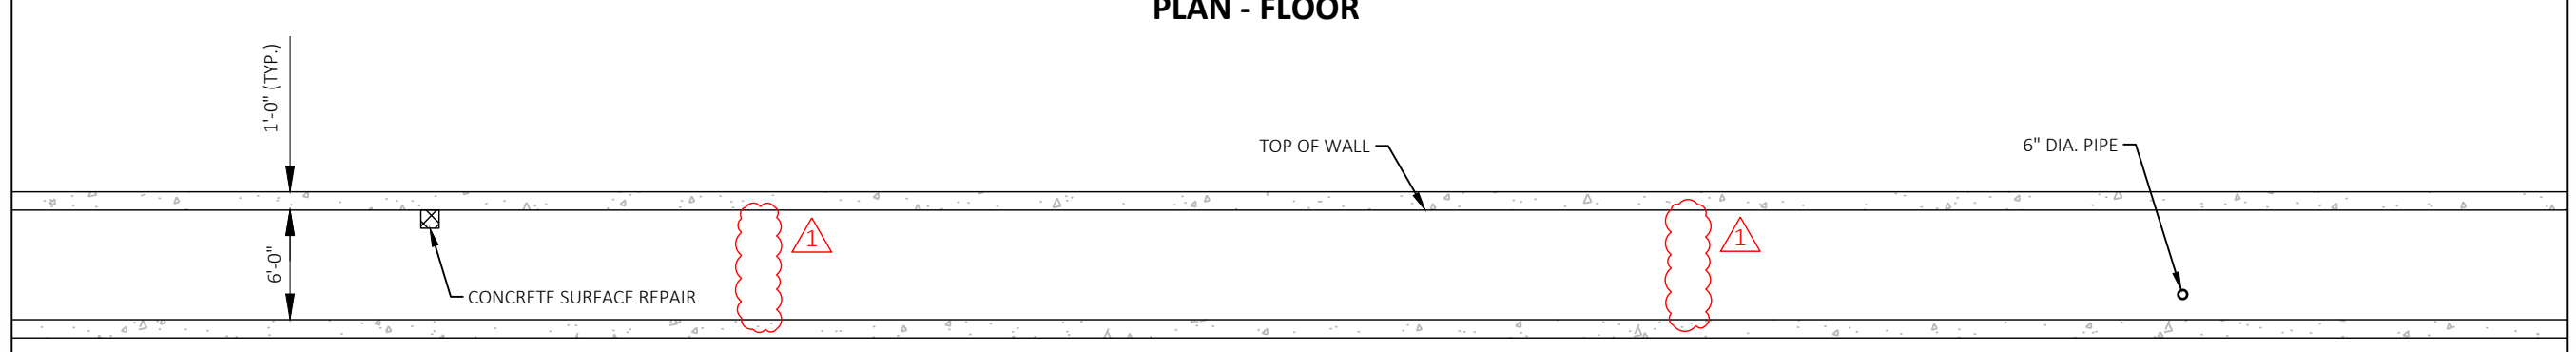 PLAN - FLOOR
1'-0" (TYP.)
TOP OF WALL
6" DIA. PIPE
1
1
6'-0"
CONCRETE SURFACE REPAIR